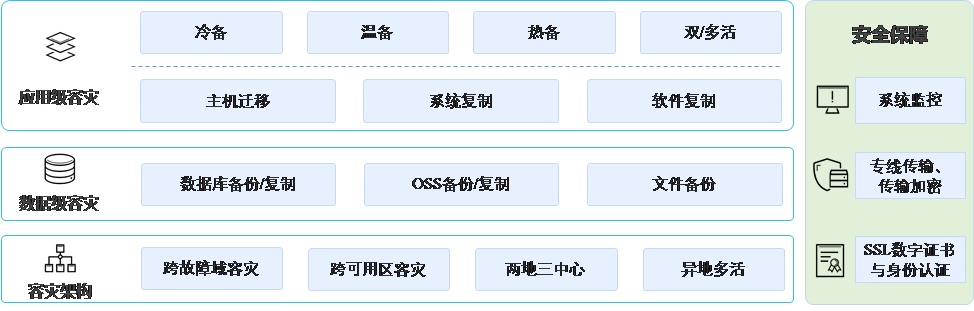 冷备
温备
热备
双/多活
应用级容灾
主机迁移
系统复制
软件复制
数据级容灾
数据库备份/复制
OSS备份/复制
文件备份
容灾架构
跨故障域容灾
跨可用区容灾
两地三中心
异地多活
安全保障
系统监控
专线传输、
传输加密
SSL数字证书
与身份认证